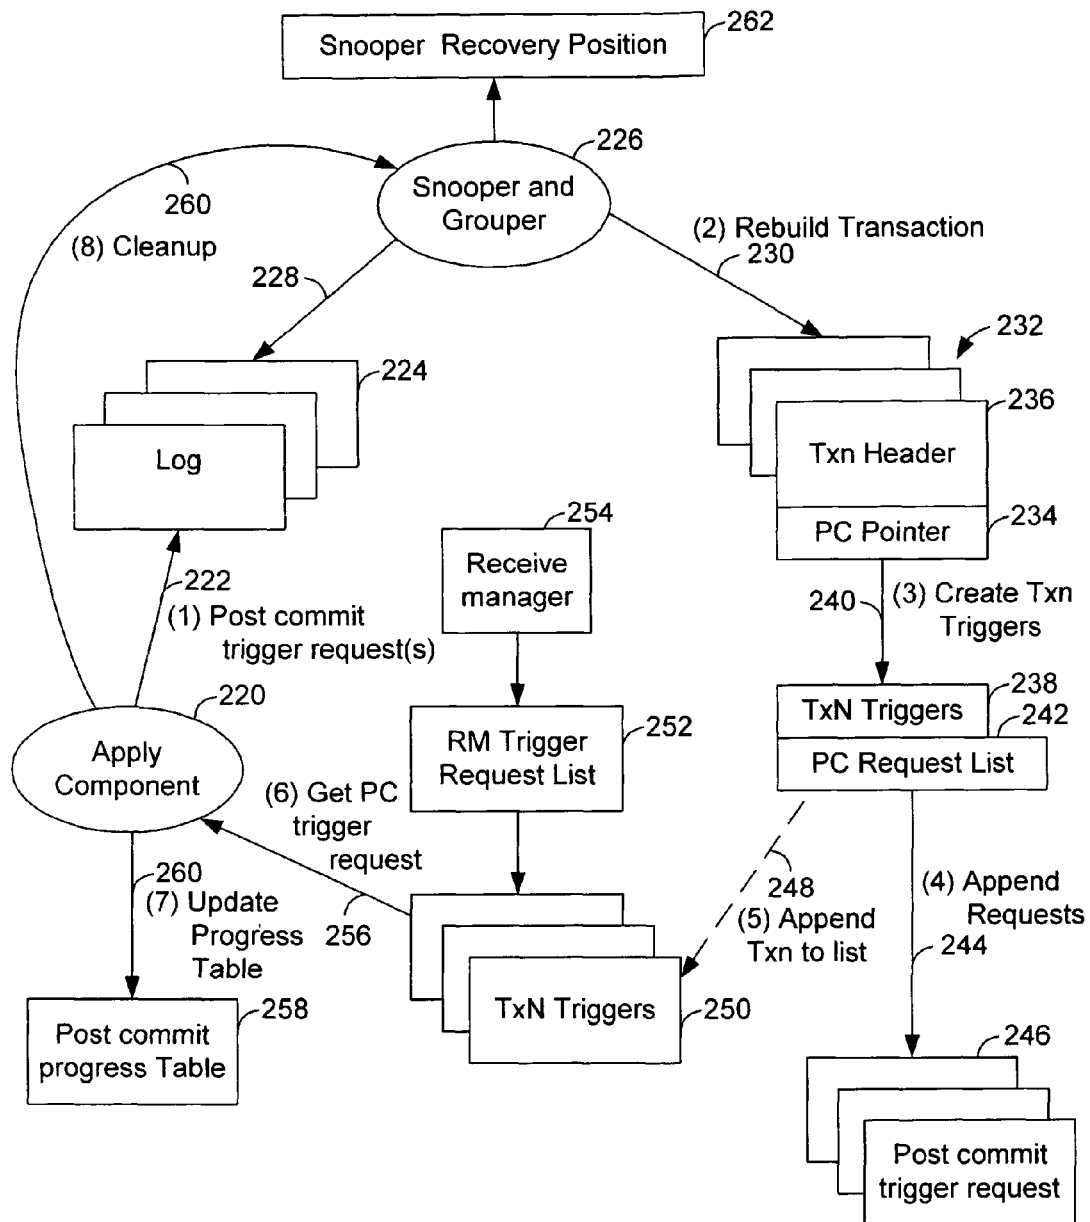 Snooper Recovery Position
262
226
Snooper and
Grouper
260
(8) Cleanup
(2) Rebuild Transaction
230
228
232
224
236
Log
Txn Header
254
234
PC Pointer
Receive
manager
222
(1) Post commit
trigger request(s)
240
(3) Create Txn
Triggers
220
238
TxN Triggers
242
PC Request List
252
RM Trigger
Request List
Apply
Component
(6) Get PC
trigger
request
260
(7) Update
Progress
Table
256
248
(5) Append
Txn to list
(4) Append
Requests
244
258
Post commit
progress Table
TxN Triggers
250
246
Post commit
trigger request